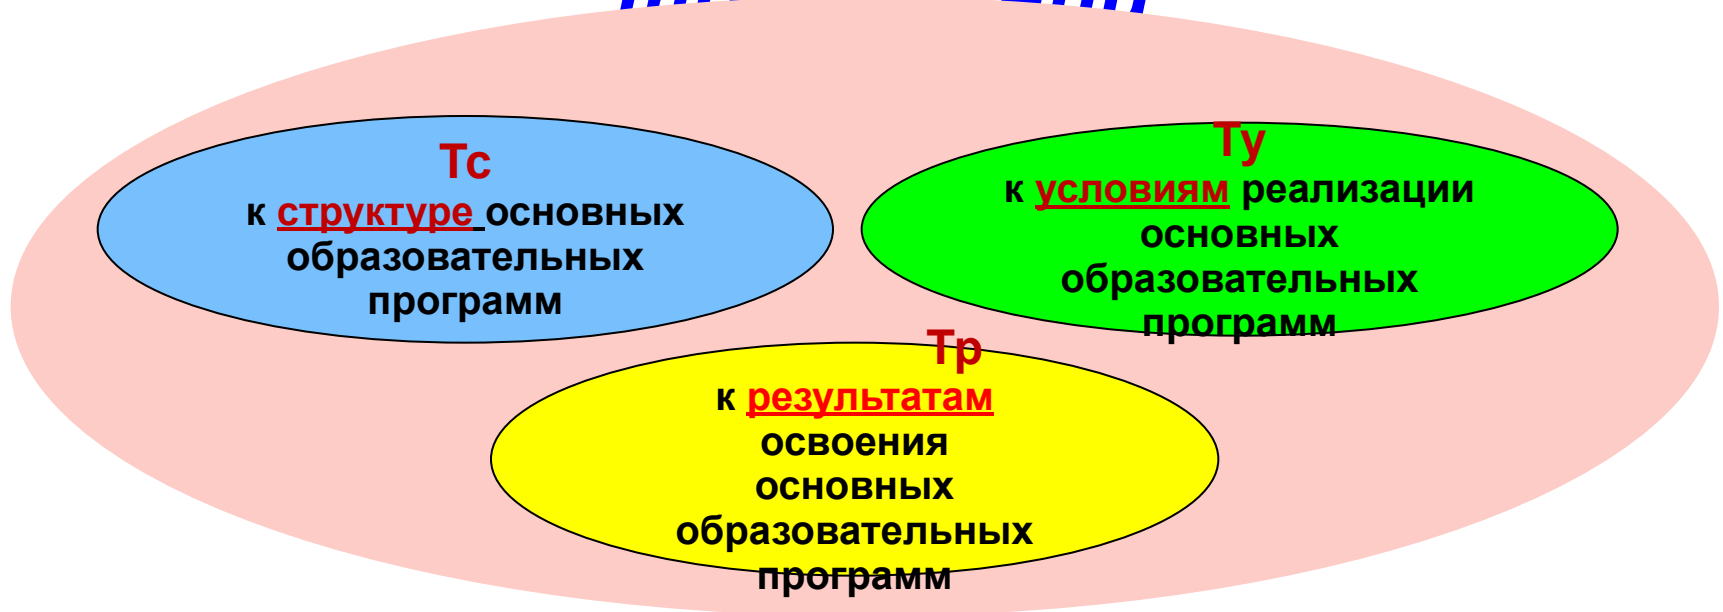 Тс
к структуре основных
образовательных
программ
Ту
к условиям реализации
основных
образовательных
программ
Тр
к результатам
освоения
основных
образовательных
программ